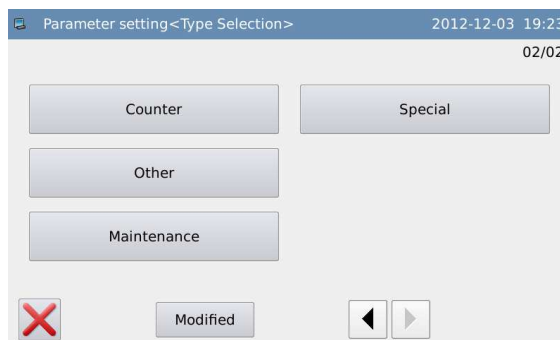 Parameter setting<Type Selection> 2012-12-03 19:23
02/02
Counter Special
Other
Maintenance
Modified